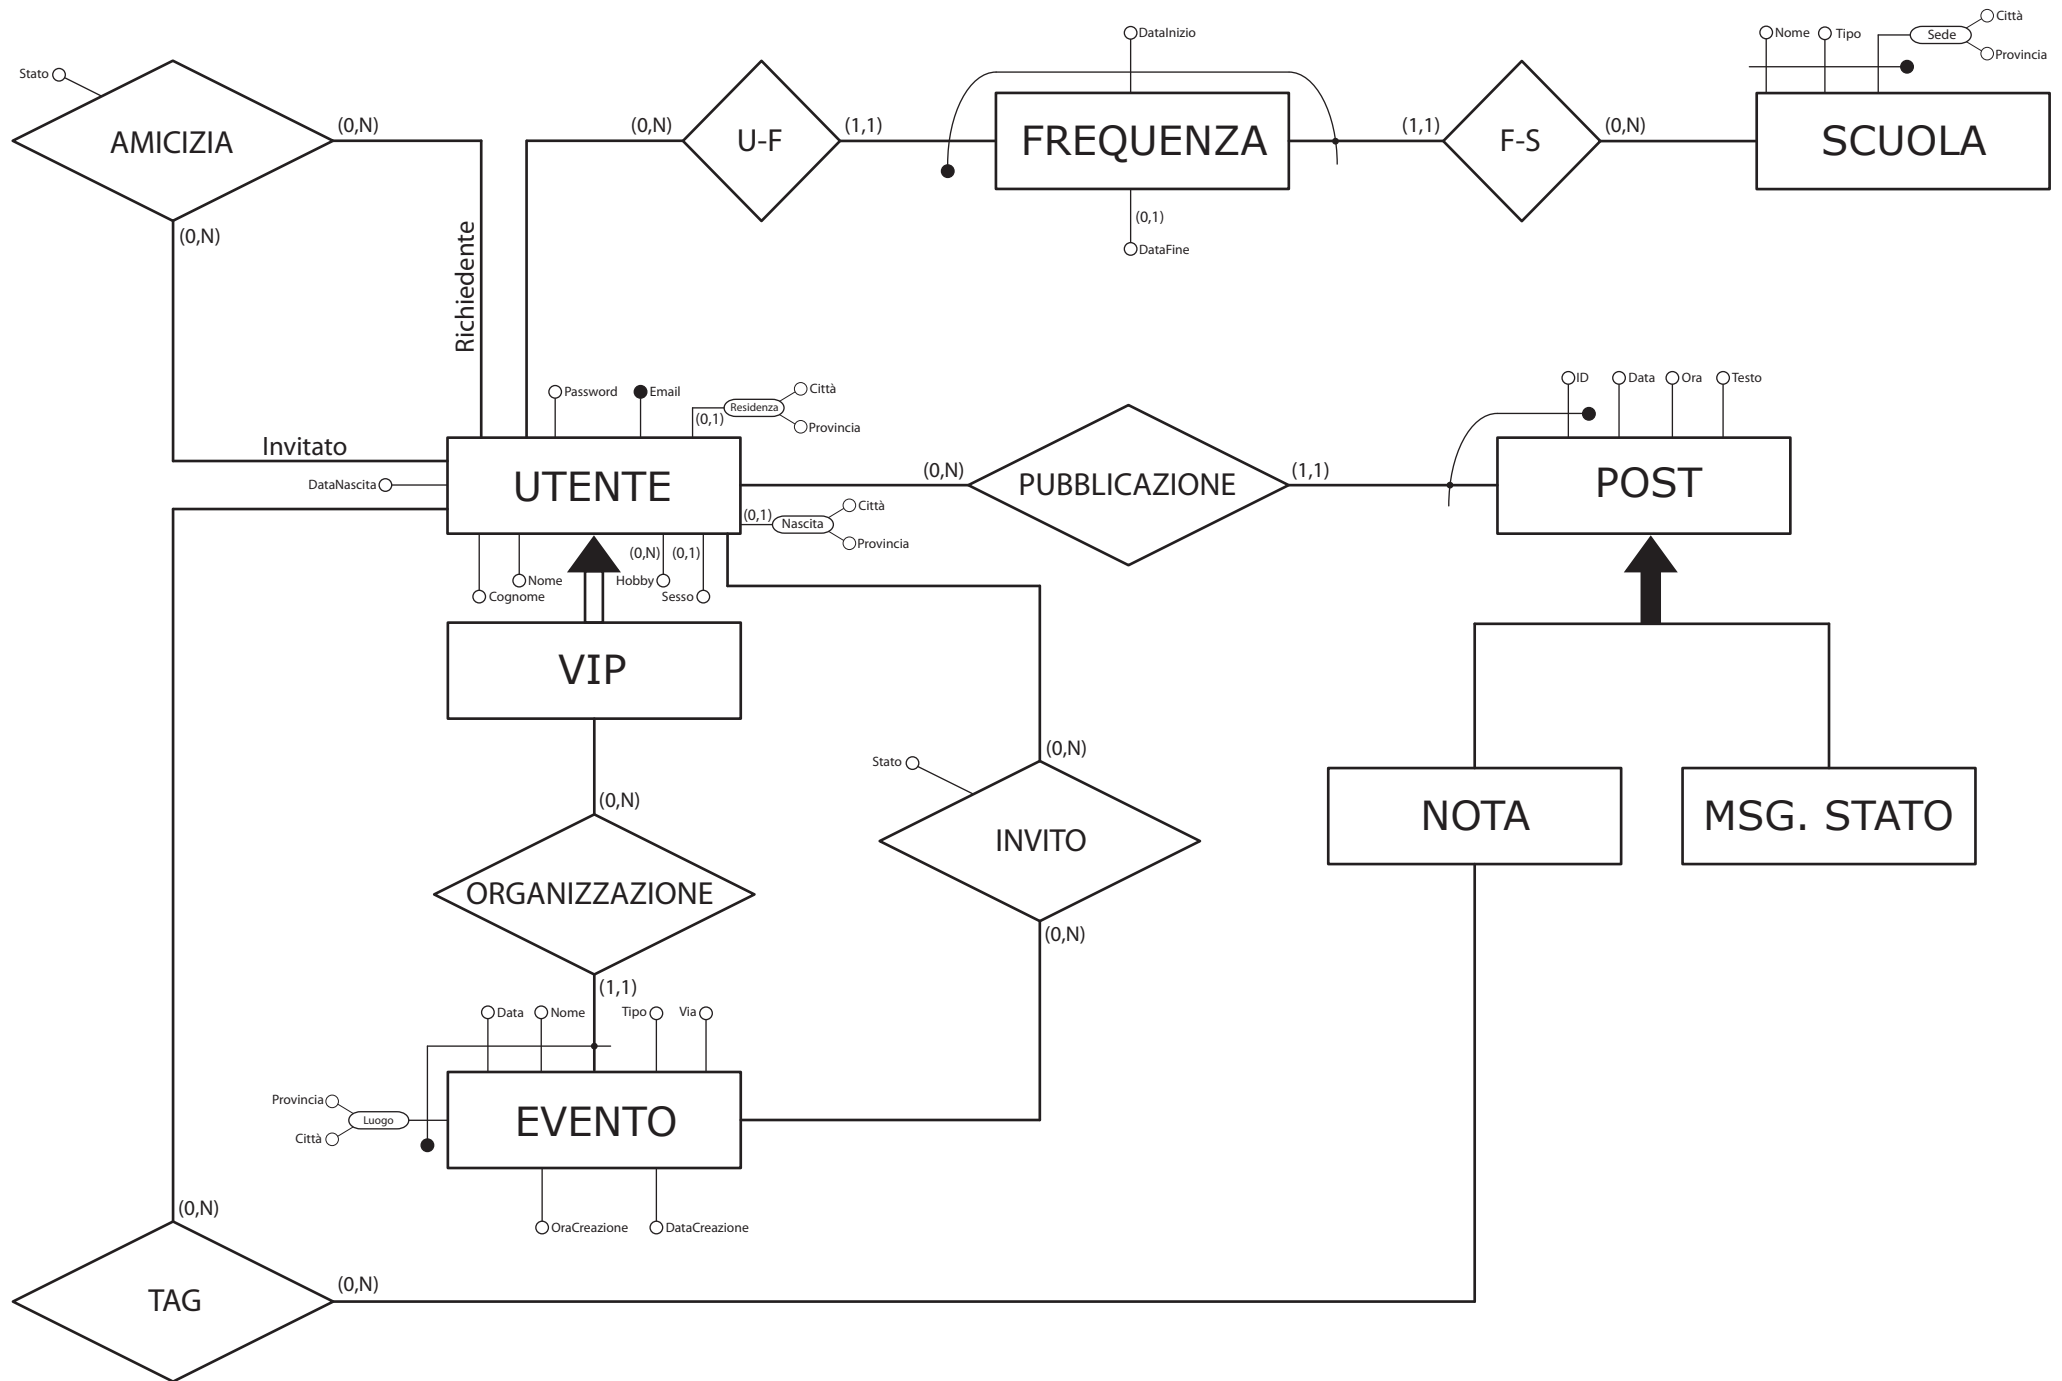 Stato
AMICIZIA
(0,N)
(0,N)
Richiedente
Invitato
(0,N)
U-F
(1,1)
DataInizio
FREQUENZA
(0,1)
DataFine
(1,1)
F-S
(0,N)
Nome
Tipo
Sede
Città
Provincia
SCUOLA
Password
Email
(0,1)
Residenza
Città
Provincia
DataNascita
UTENTE
(0,1)
Nascita
Città
Provincia
Cognome
Nome
(0,N)
Hobby
(0,1)
Sesso
(0,N)
PUBBLICAZIONE
(1,1)
ID
Data
Ora
Testo
POST
VIP
(0,N)
ORGANIZZAZIONE
(1,1)
Stato
(0,N)
INVITO
(0,N)
NOTA
MSG. STATO
Data
Nome
Tipo
Via
Provincia
Città
Luogo
EVENTO
OraCreazione
DataCreazione
(0,N)
TAG
(0,N)